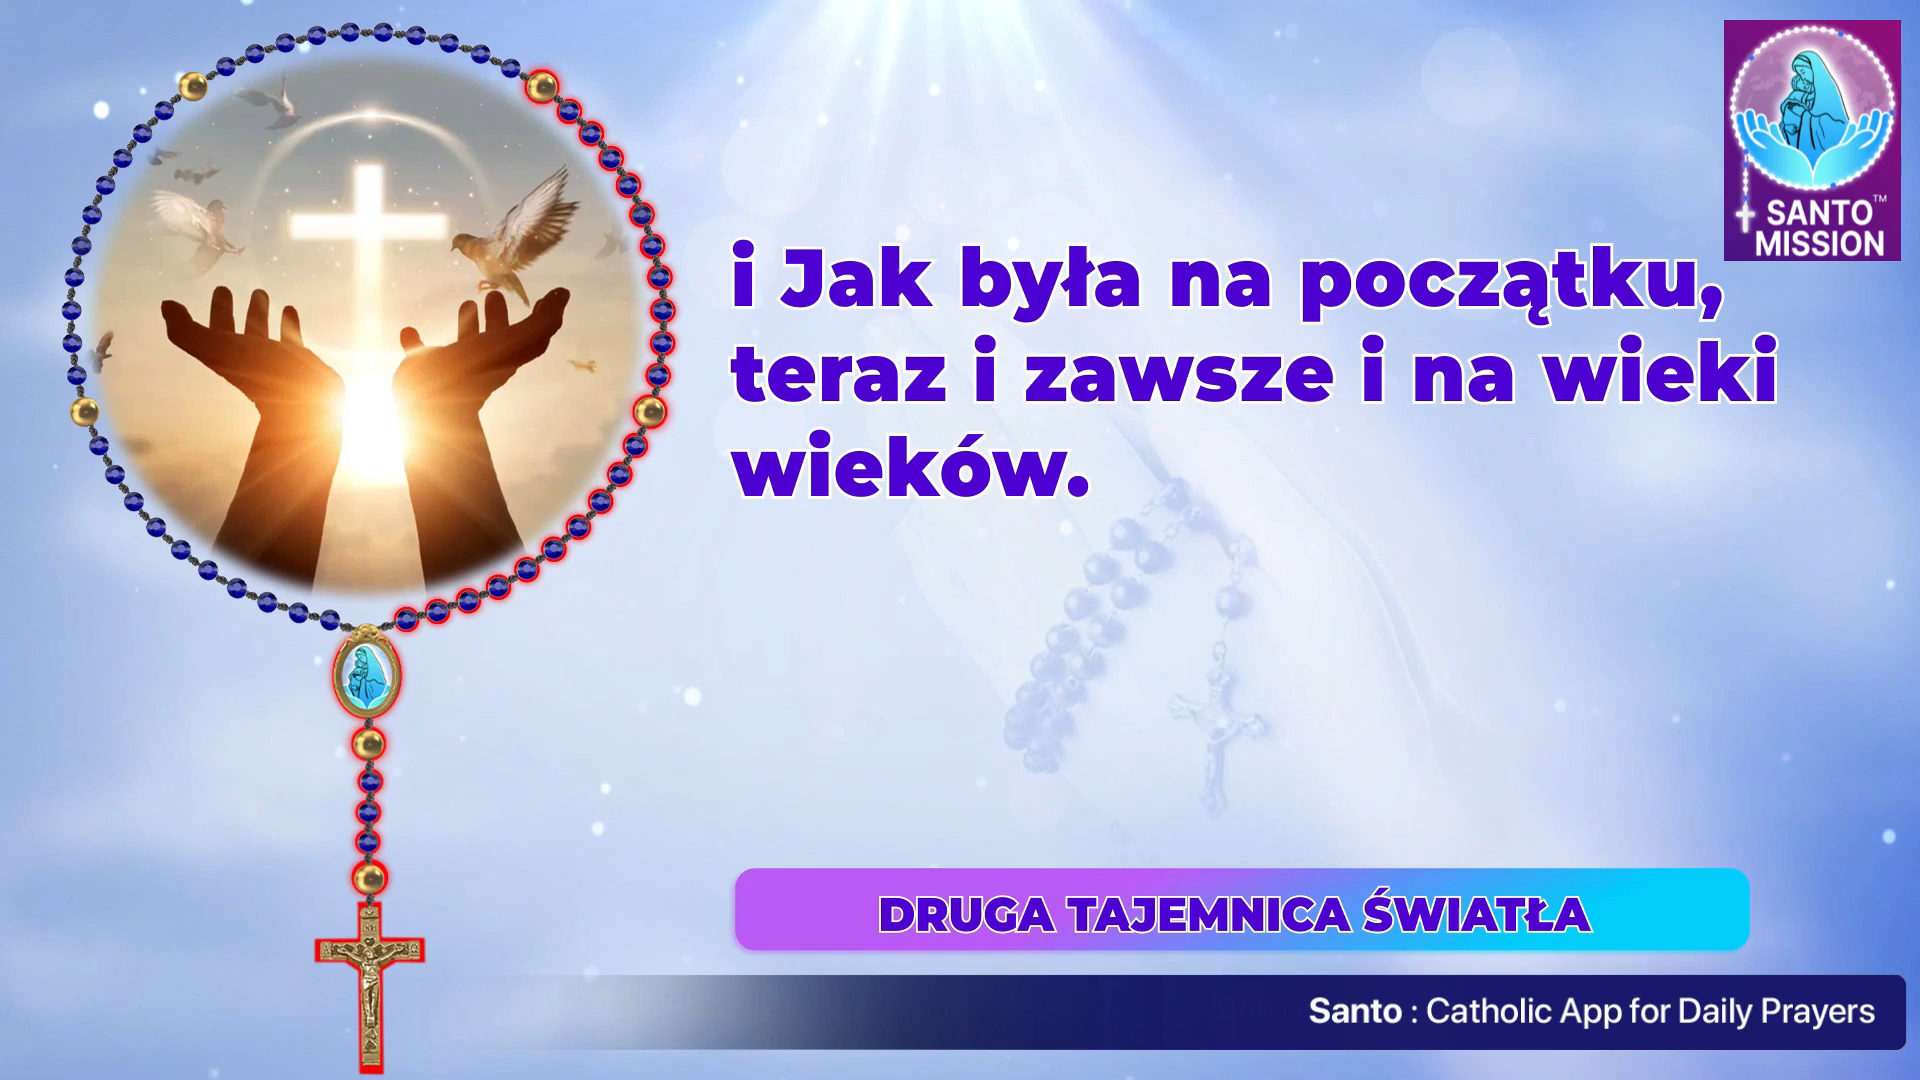 SANTO™
MISSION
i Jak była na początku,
teraz i zawsze i na wieki
wieków.
DRUGA TAJEMNICA ŚWIATŁA
Santo : Catholic App for Daily Prayers